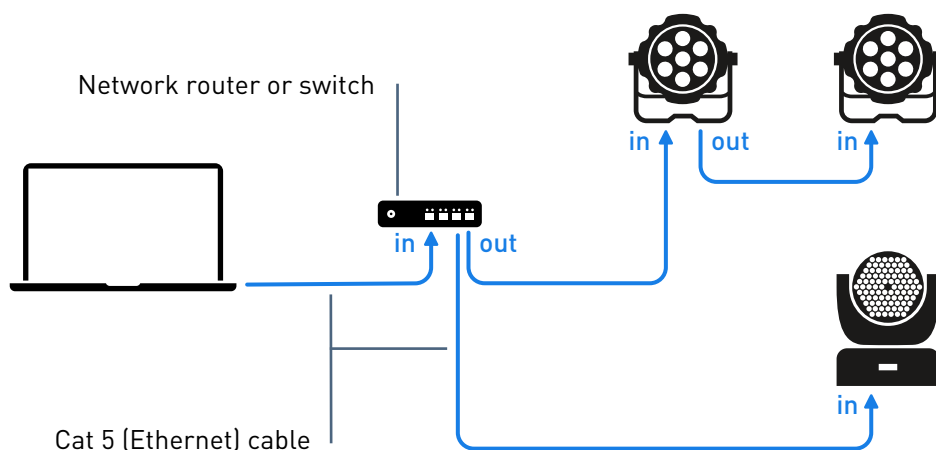 Network router or switch
in
out
in
in
out
in
Cat 5 (Ethernet) cable